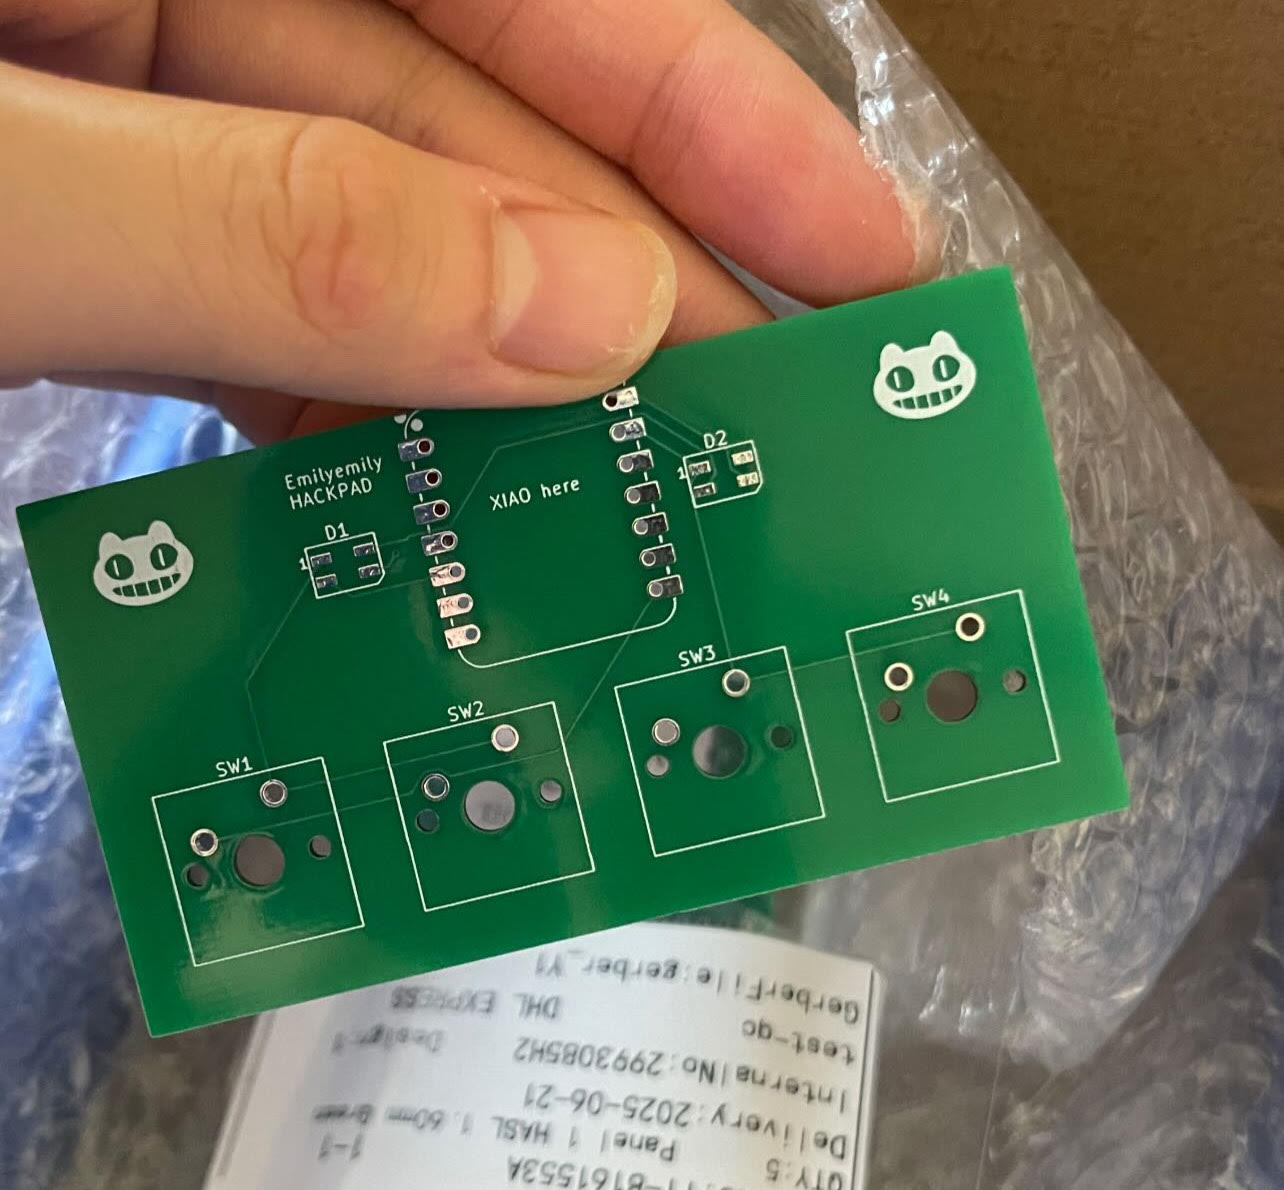 Emilyemily
HACKPAD
XIAO here
D1
1
D2
1
SW1
SW2
SW3
SW4
QTY:5
Panel 1 HASL 1.60mm Green
1-1
Delivery:2025-06-21
InternalNo:2993085H2
Design-1
test-qc
DHL EXPRESS
GerberFile:gerber_Y1